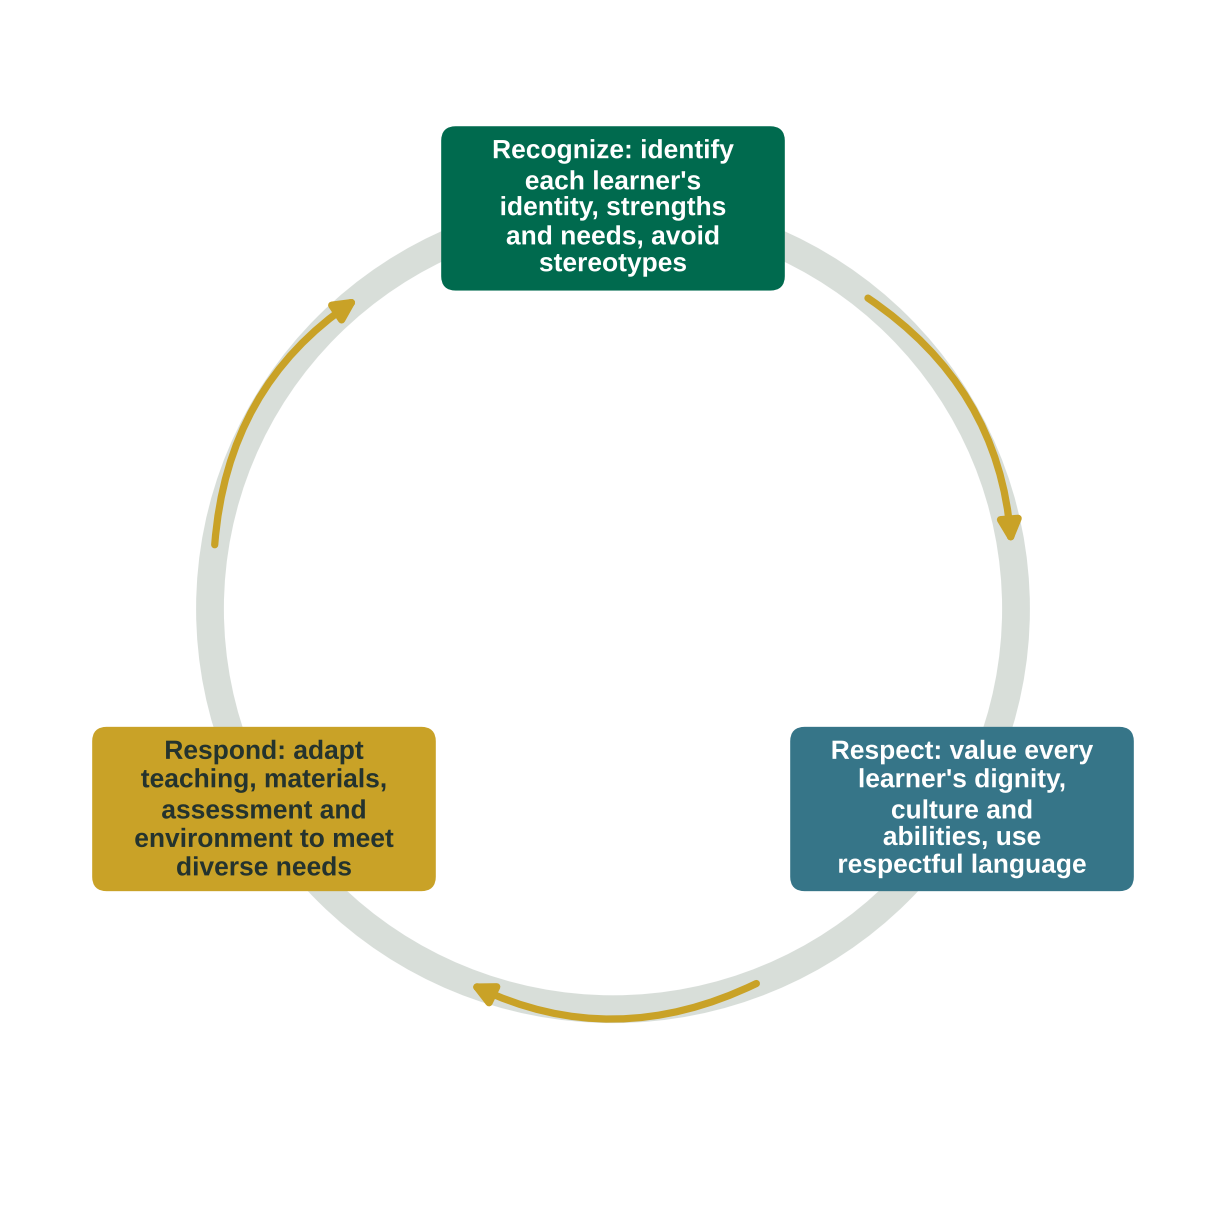 Recognize: identify
each learner's
identity, strengths
and needs, avoid
stereotypes
Respect: value every
learner's dignity,
culture and
abilities, use
respectful language
Respond: adapt
teaching, materials,
assessment and
environment to meet
diverse needs